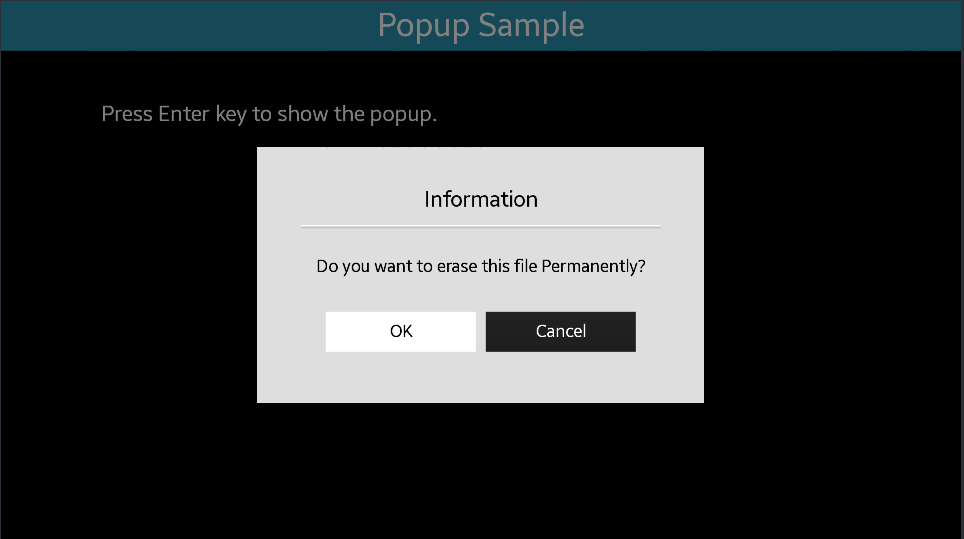 Popup Sample
Press Enter key to show the popup.
Information
Do you want to erase this file Permanently?
OK
Cancel